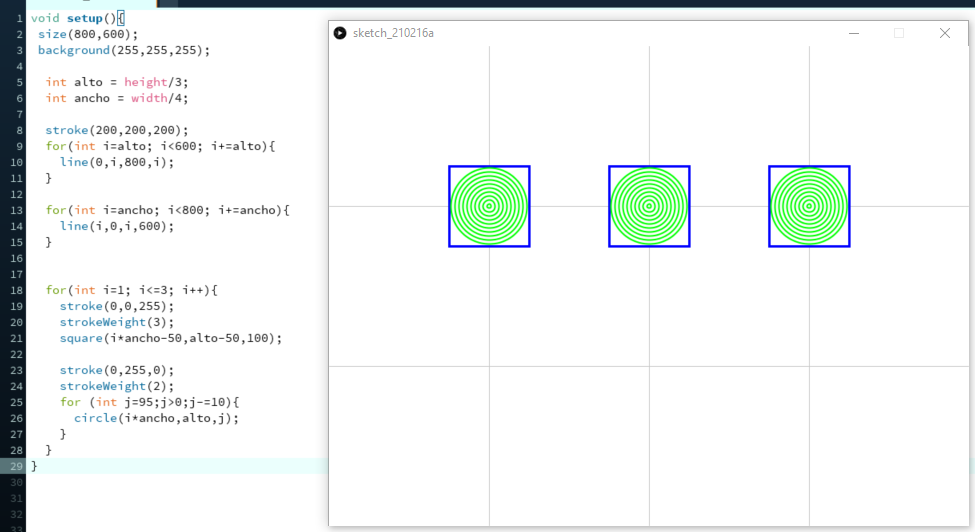 1 void setup(){
2 size(800,600);
3 background(255,255,255);
4
5 int alto = height/3;
6 int ancho = width/4;
7
8 stroke(200,200,200);
9 for(int i=alto; i<600; i+=alto){
10 line(0,i,800,i);
11 }
12
13 for(int i=ancho; i<800; i+=ancho){
14 line(i,0,i,600);
15 }
16
17
18 for(int i=1; i<=3; i++){
19 stroke(0,0,255);
20 strokeWeight(3);
21 square(i*ancho-50,alto-50,100);
22
23 stroke(0,255,0);
24 strokeWeight(2);
25 for (int j=95;j>0;j-=10){
26 circle(i*ancho,alto,j);
27 }
28 }
29 }
30
31
32
33
sketch_210216a